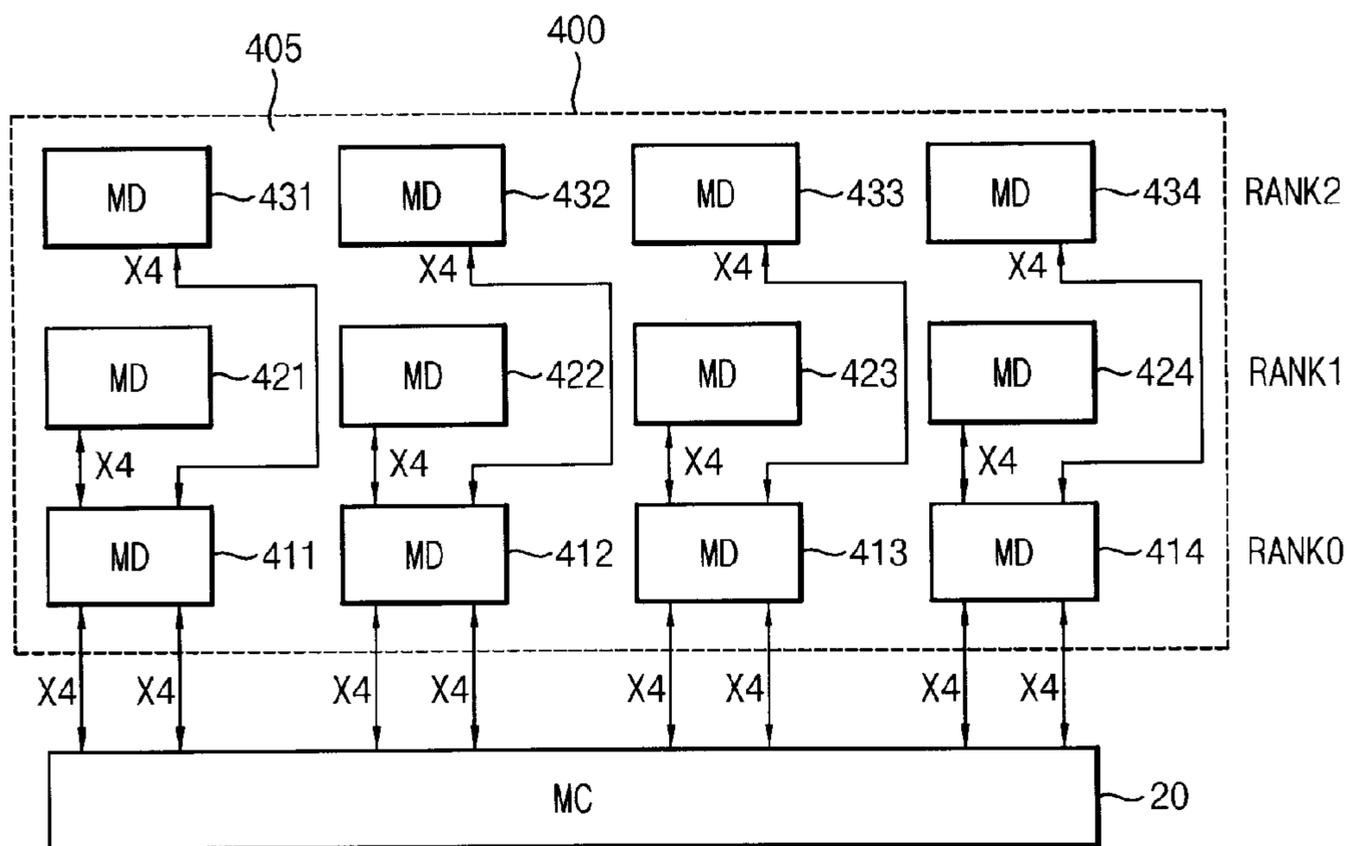 405
400
MD 431 MD 432 MD 433 MD 434 RANK2
X4 X4 X4 X4
MD 421 MD 422 MD 423 MD 424 RANK1
X4 X4 X4 X4
MD 411 MD 412 MD 413 MD 414 RANK0
X4 X4 X4 X4 X4 X4 X4 X4
MC 20